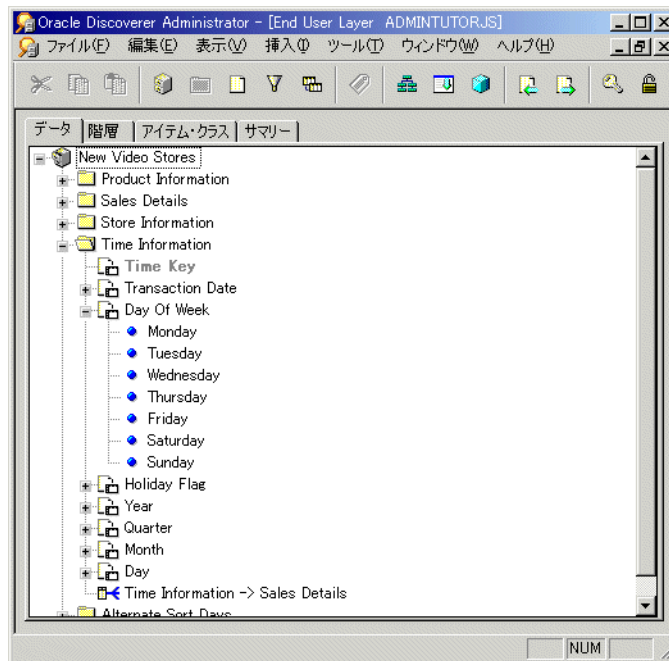 Oracle Discoverer Administrator - [End User Layer ADMINTUTORJS]
ファイル(F) 編集(E) 表示(V) 挿入(I) ツール(T) ウィンドウ(W) ヘルプ(H)
データ 階層 アイテム・クラス サマリー
New Video Stores
Product Information
Sales Details
Store Information
Time Information
Time Key
Transaction Date
Day Of Week
Monday
Tuesday
Wednesday
Thursday
Friday
Saturday
Sunday
Holiday Flag
Year
Quarter
Month
Day
Time Information -> Sales Details
Alternate Sort Days
NUM